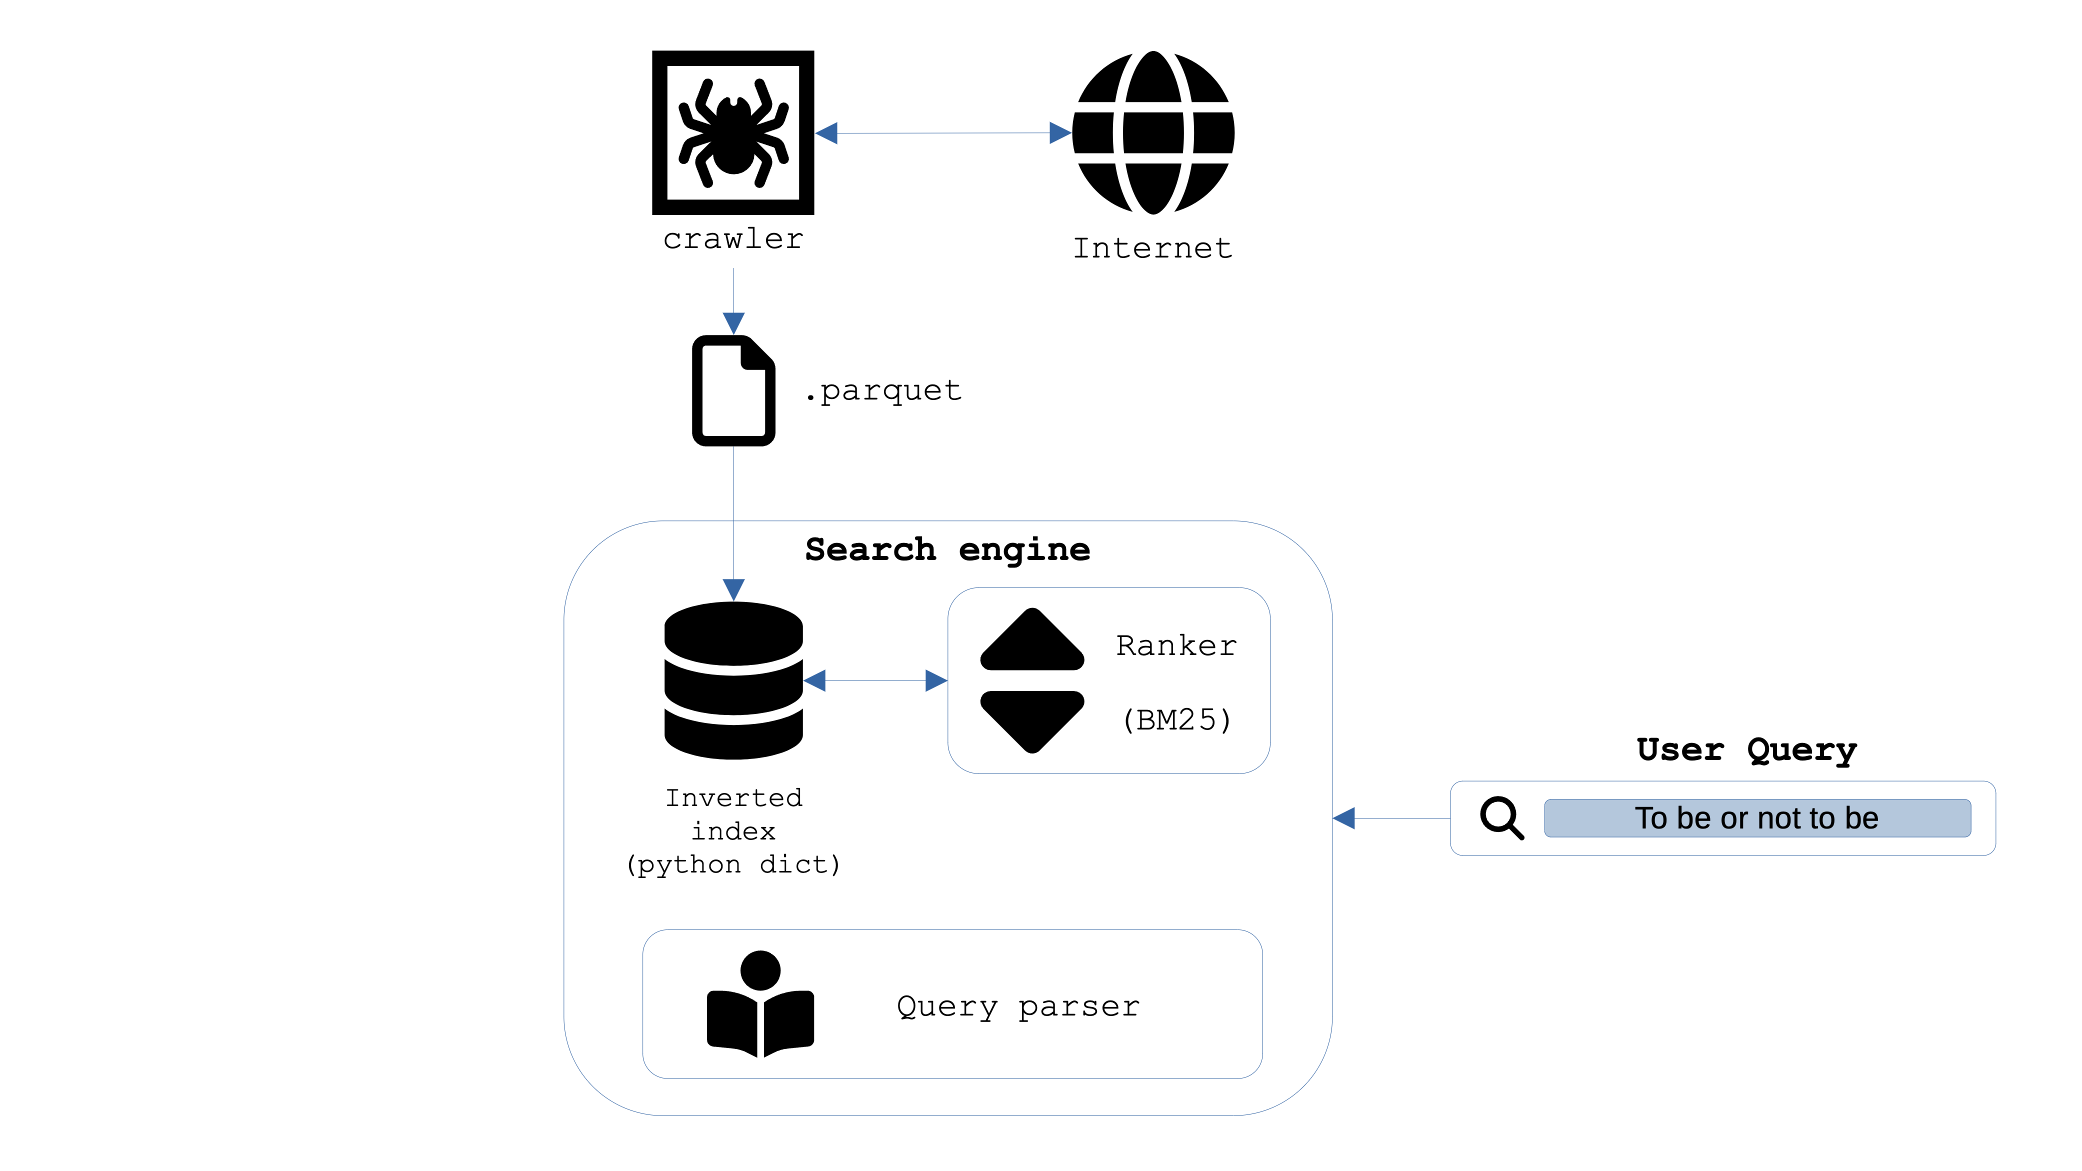 crawler
Internet
.parquet
Search engine
Ranker
(BM25)
Inverted
index
(python dict)
User Query
To be or not to be
Query parser